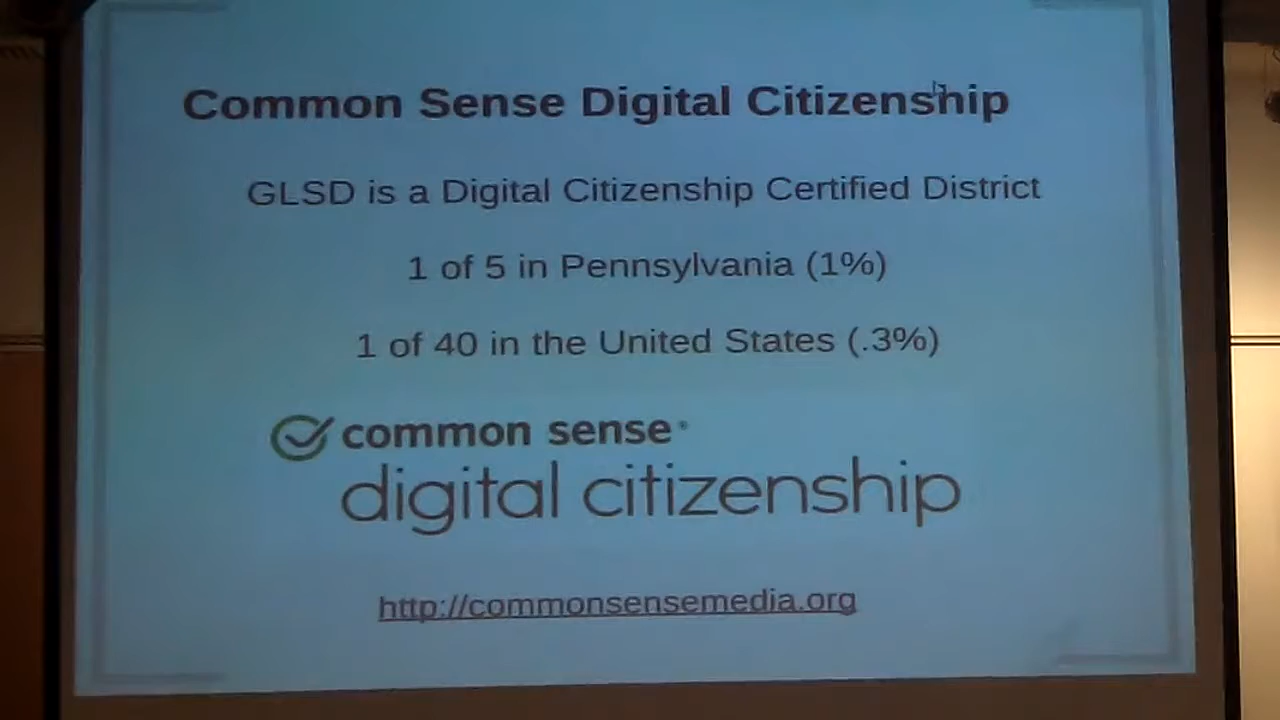 Common Sense Digital Citizenship
GLSD is a Digital Citizenship Certified District
1 of 5 in Pennsylvania (1%)
1 of 40 in the United States (.3%)
common sense®
digital citizenship
http://commonsensemedia.org